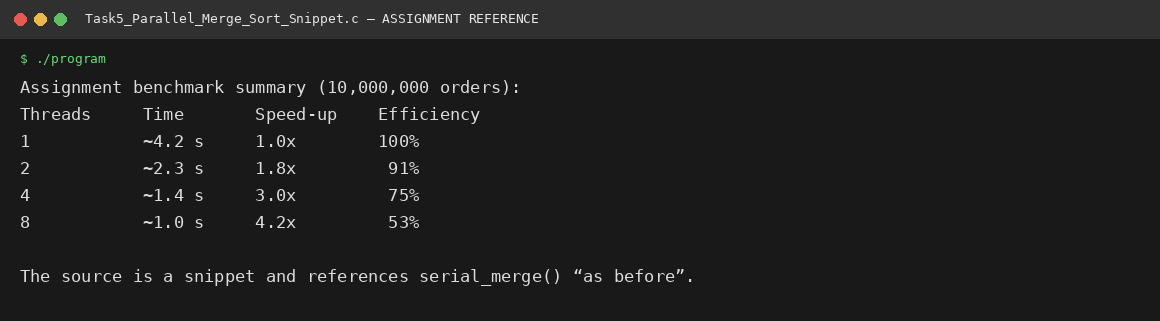 Task5_Parallel_Merge_Sort_Snippet.c — ASSIGNMENT REFERENCE
$ ./program
Assignment benchmark summary (10,000,000 orders):
Threads     Time       Speed-up    Efficiency
1           ~4.2 s     1.0x        100%
2           ~2.3 s     1.8x         91%
4           ~1.4 s     3.0x         75%
8           ~1.0 s     4.2x         53%
The source is a snippet and references serial_merge() “as before”.